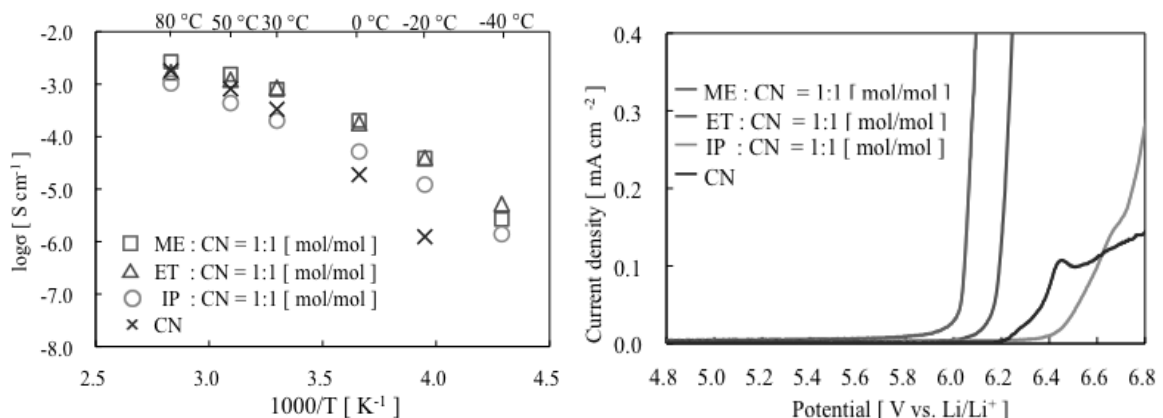 80 °C 50 °C 30 °C 0 °C -20 °C -40 °C
-2.0
-3.0
-4.0
-5.0
-6.0
-7.0
-8.0
logσ [ S cm⁻¹ ]
ME : CN = 1:1 [ mol/mol ]
ET : CN = 1:1 [ mol/mol ]
IP : CN = 1:1 [ mol/mol ]
CN
2.5 3.0 3.5 4.0 4.5
1000/T [ K⁻¹ ]
0.4
0.3
0.2
0.1
0.0
Current density [ mA cm⁻² ]
ME : CN = 1:1 [ mol/mol ]
ET : CN = 1:1 [ mol/mol ]
IP : CN = 1:1 [ mol/mol ]
CN
4.8 5.0 5.2 5.4 5.6 5.8 6.0 6.2 6.4 6.6 6.8
Potential [ V vs. Li/Li⁺ ]